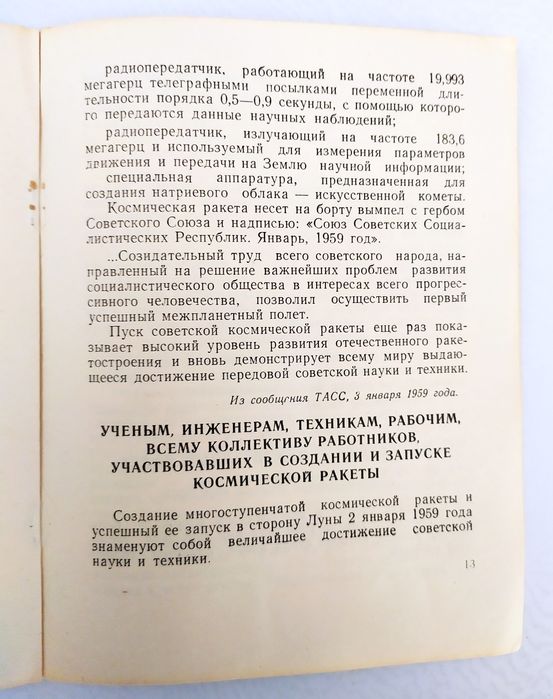 радиопередатчик, работающий на частоте 19,993
мегагерц телеграфными посылками переменной дли-
тельности порядка 0,5—0,9 секунды, с помощью которо-
го передаются данные научных наблюдений;
радиопередатчик, излучающий на частоте 183,6
мегагерц и используемый для измерения параметров
движения и передачи на Землю научной информации;
специальная аппаратура, предназначенная для
создания натриевого облака — искусственной кометы.
Космическая ракета несет на борту вымпел с гербом
Советского Союза и надписью: «Союз Советских Социа-
листических Республик. Январь, 1959 год».
...Созидательный труд всего советского народа, на-
правленный на решение важнейших проблем развития
социалистического общества в интересах всего прогрес-
сивного человечества, позволил осуществить первый
успешный межпланетный полет.
Пуск советской космической ракеты еще раз пока-
зывает высокий уровень развития отечественного раке-
тостроения и вновь демонстрирует всему миру выдаю-
щееся достижение передовой советской науки и техники.
Из сообщения ТАСС, 3 января 1959 года.
УЧЕНЫМ, ИНЖЕНЕРАМ, ТЕХНИКАМ, РАБОЧИМ,
ВСЕМУ КОЛЛЕКТИВУ РАБОТНИКОВ,
УЧАСТВОВАВШИХ В СОЗДАНИИ И ЗАПУСКЕ
КОСМИЧЕСКОЙ РАКЕТЫ
Создание многоступенчатой космической ракеты и
успешный ее запуск в сторону Луны 2 января 1959 года
знаменуют собой величайшее достижение советской
науки и техники.
13